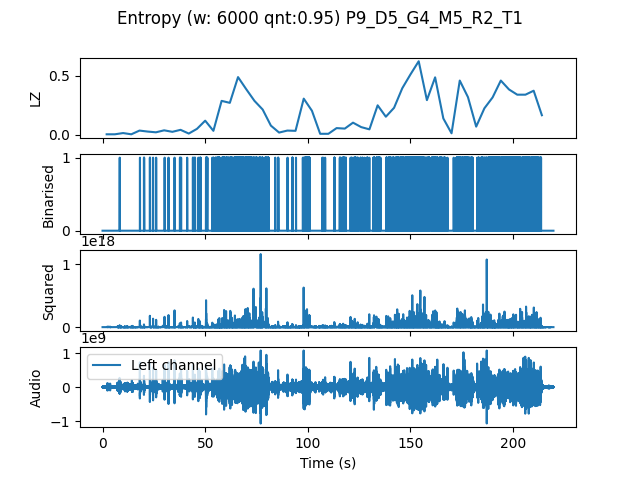 Entropy (w: 6000 qnt:0.95) P9_D5_G4_M5_R2_T1
0.5
0.0
LZ
1
0
Binarised
1e18
1
0
Squared
1e9
1
0
−1
Audio
Left channel
0
50
100
150
200
Time (s)